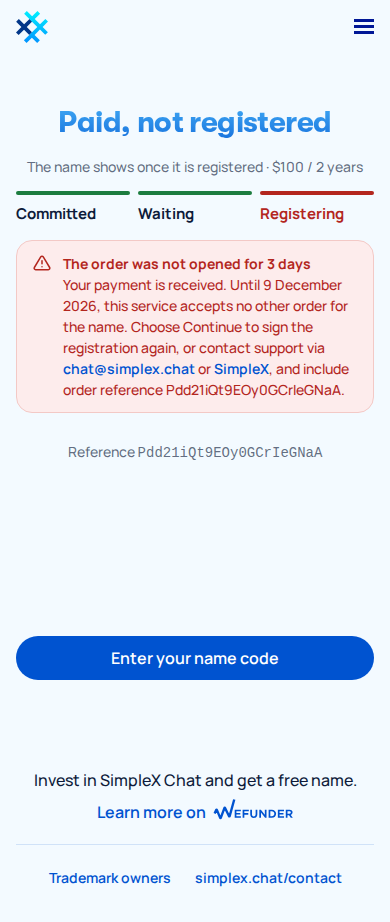 Paid, not registered
The name shows once it is registered · $100 / 2 years
Committed
Waiting
Registering
The order was not opened for 3 days
Your payment is received. Until 9 December
2026, this service accepts no other order for
the name. Choose Continue to sign the
registration again, or contact support via
chat@simplex.chat or SimpleX, and include
order reference Pdd21iQt9EOy0GCrIeGNaA.
Reference Pdd21iQt9EOy0GCrIeGNaA
Enter your name code
Invest in SimpleX Chat and get a free name.
Learn more on WEFUNDER
Trademark owners simplex.chat/contact